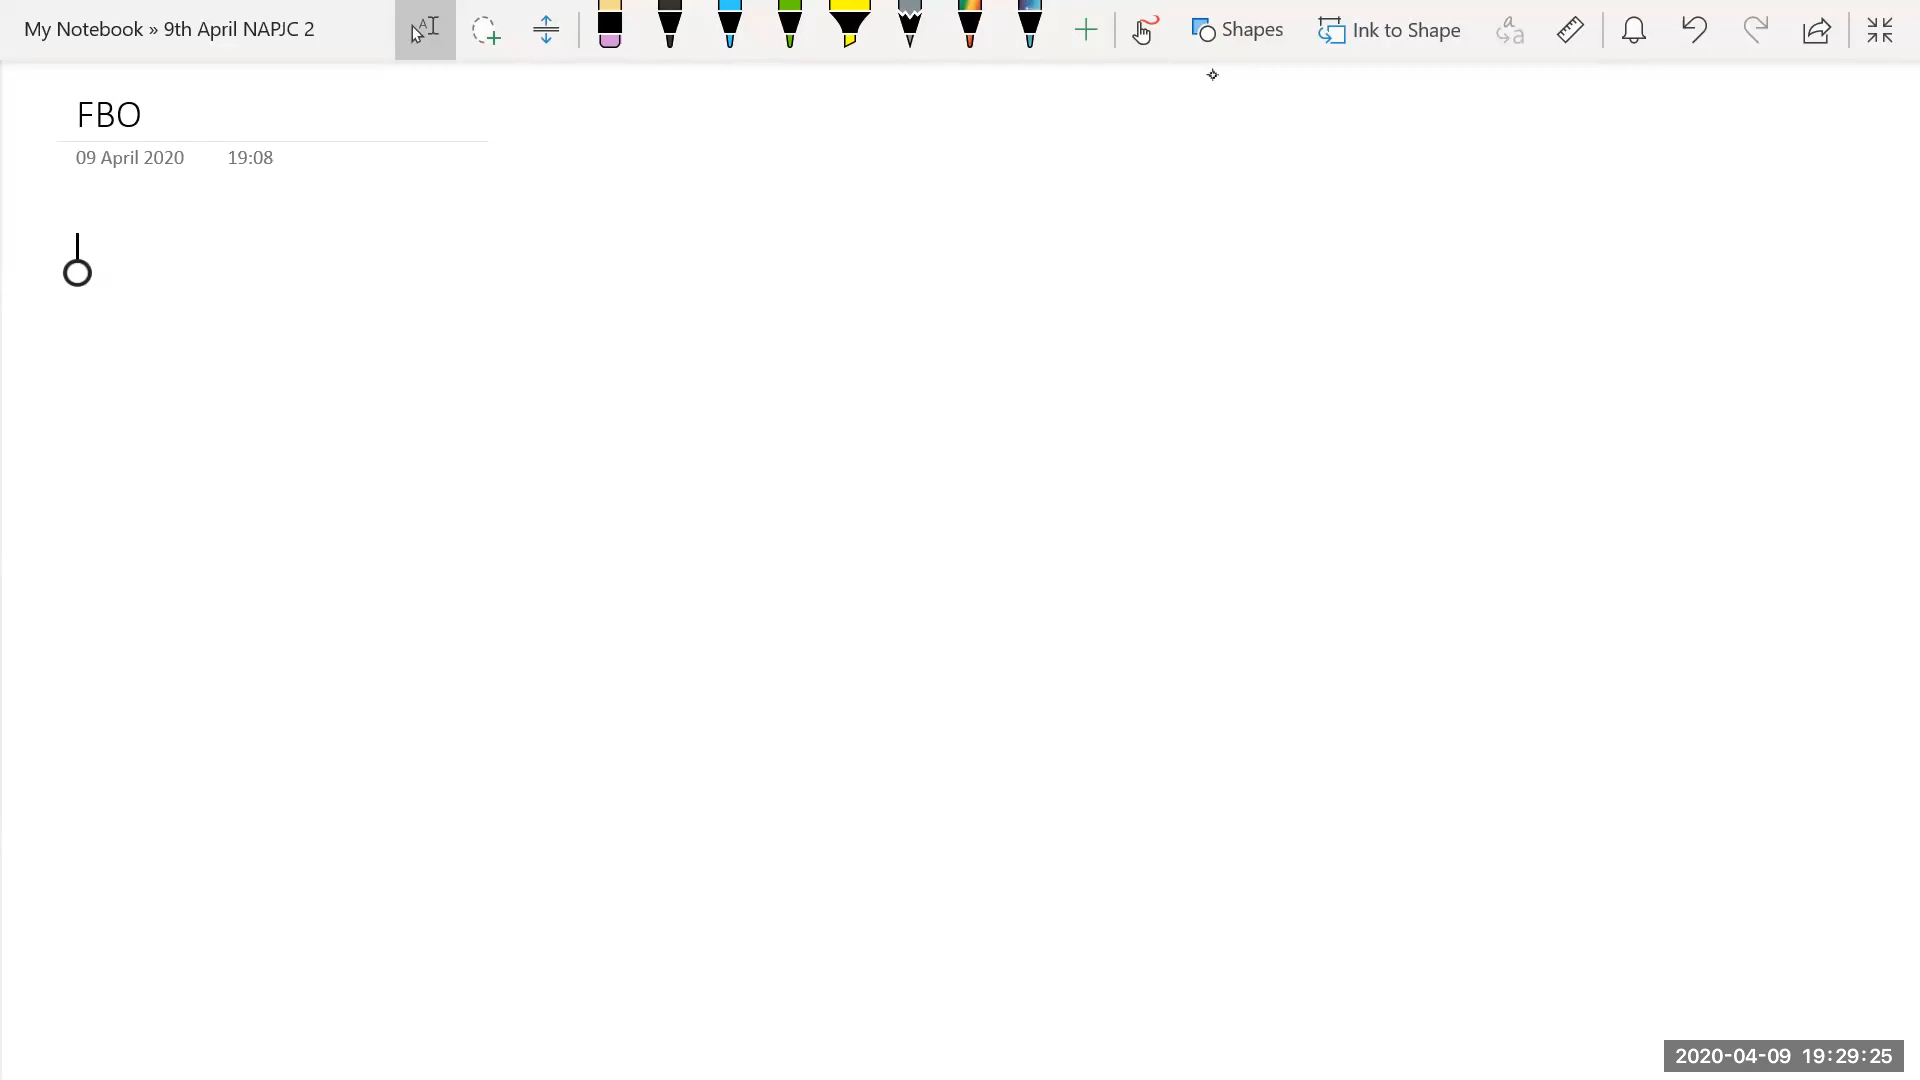 My Notebook » 9th April NAPJC 2
Shapes
Ink to Shape
FBO
09 April 2020 19:08
2020-04-09 19:29:25